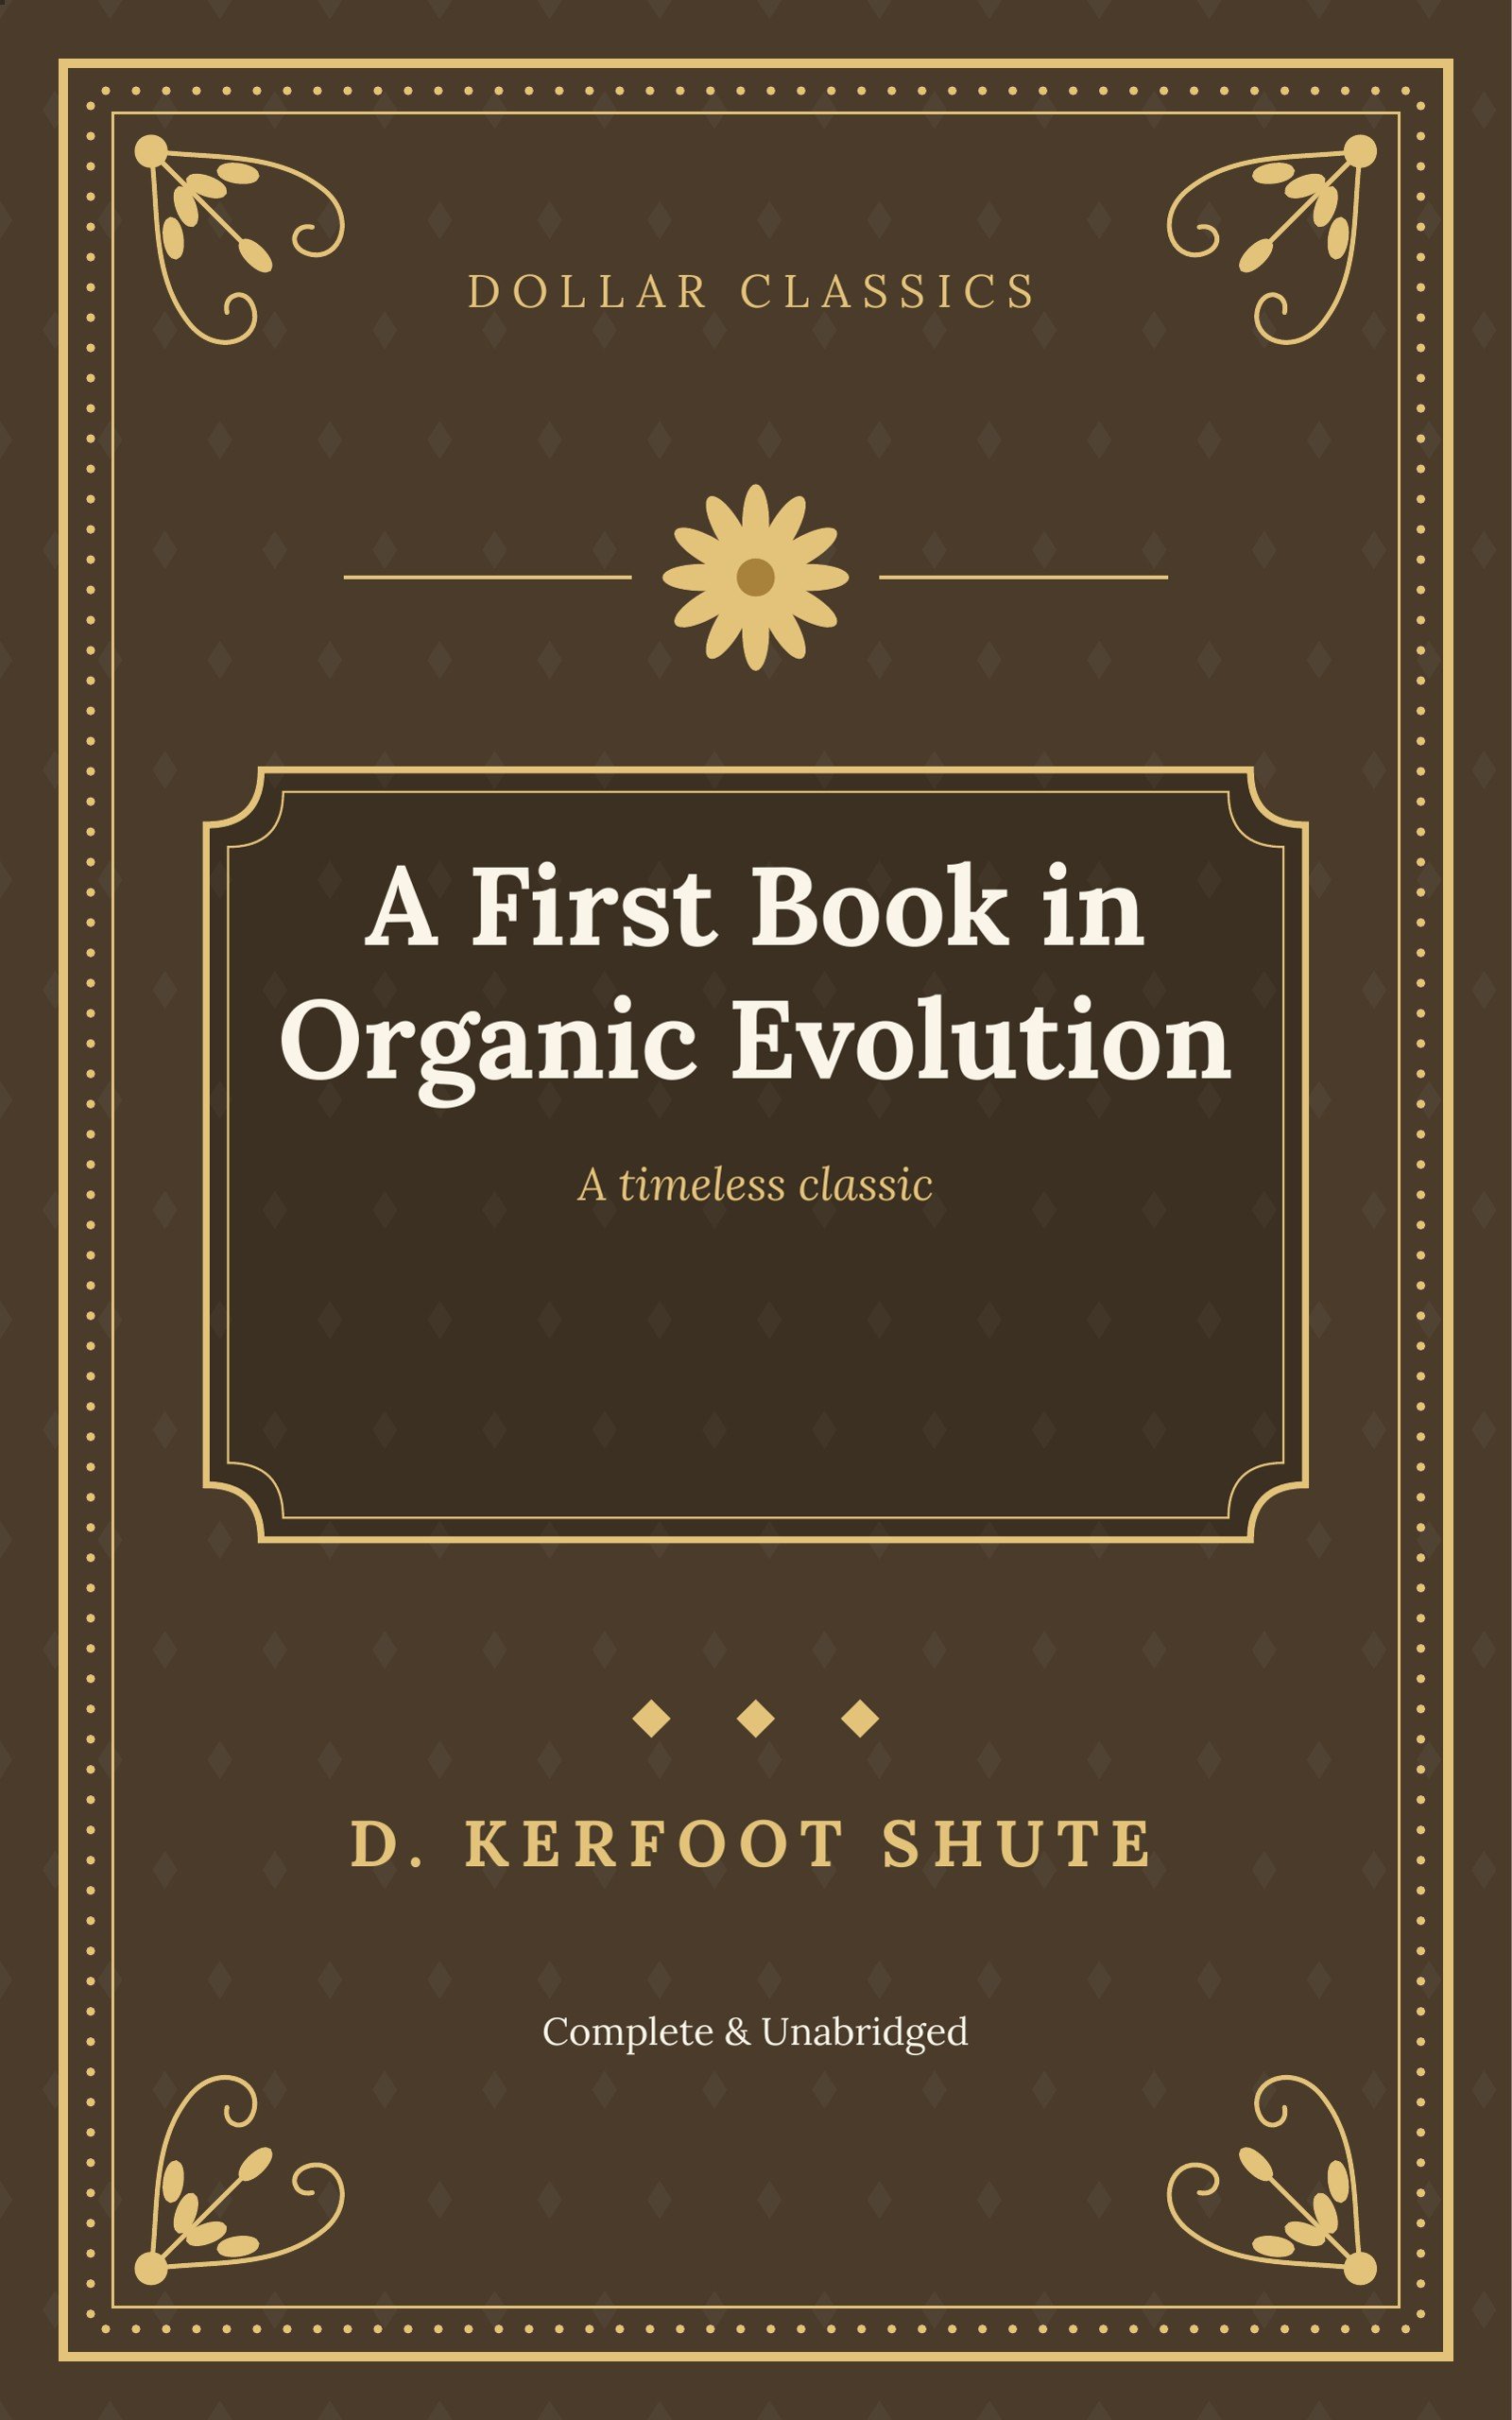 DOLLAR CLASSICS
A First Book in
Organic Evolution
A timeless classic
D. KERFOOT SHUTE
Complete & Unabridged